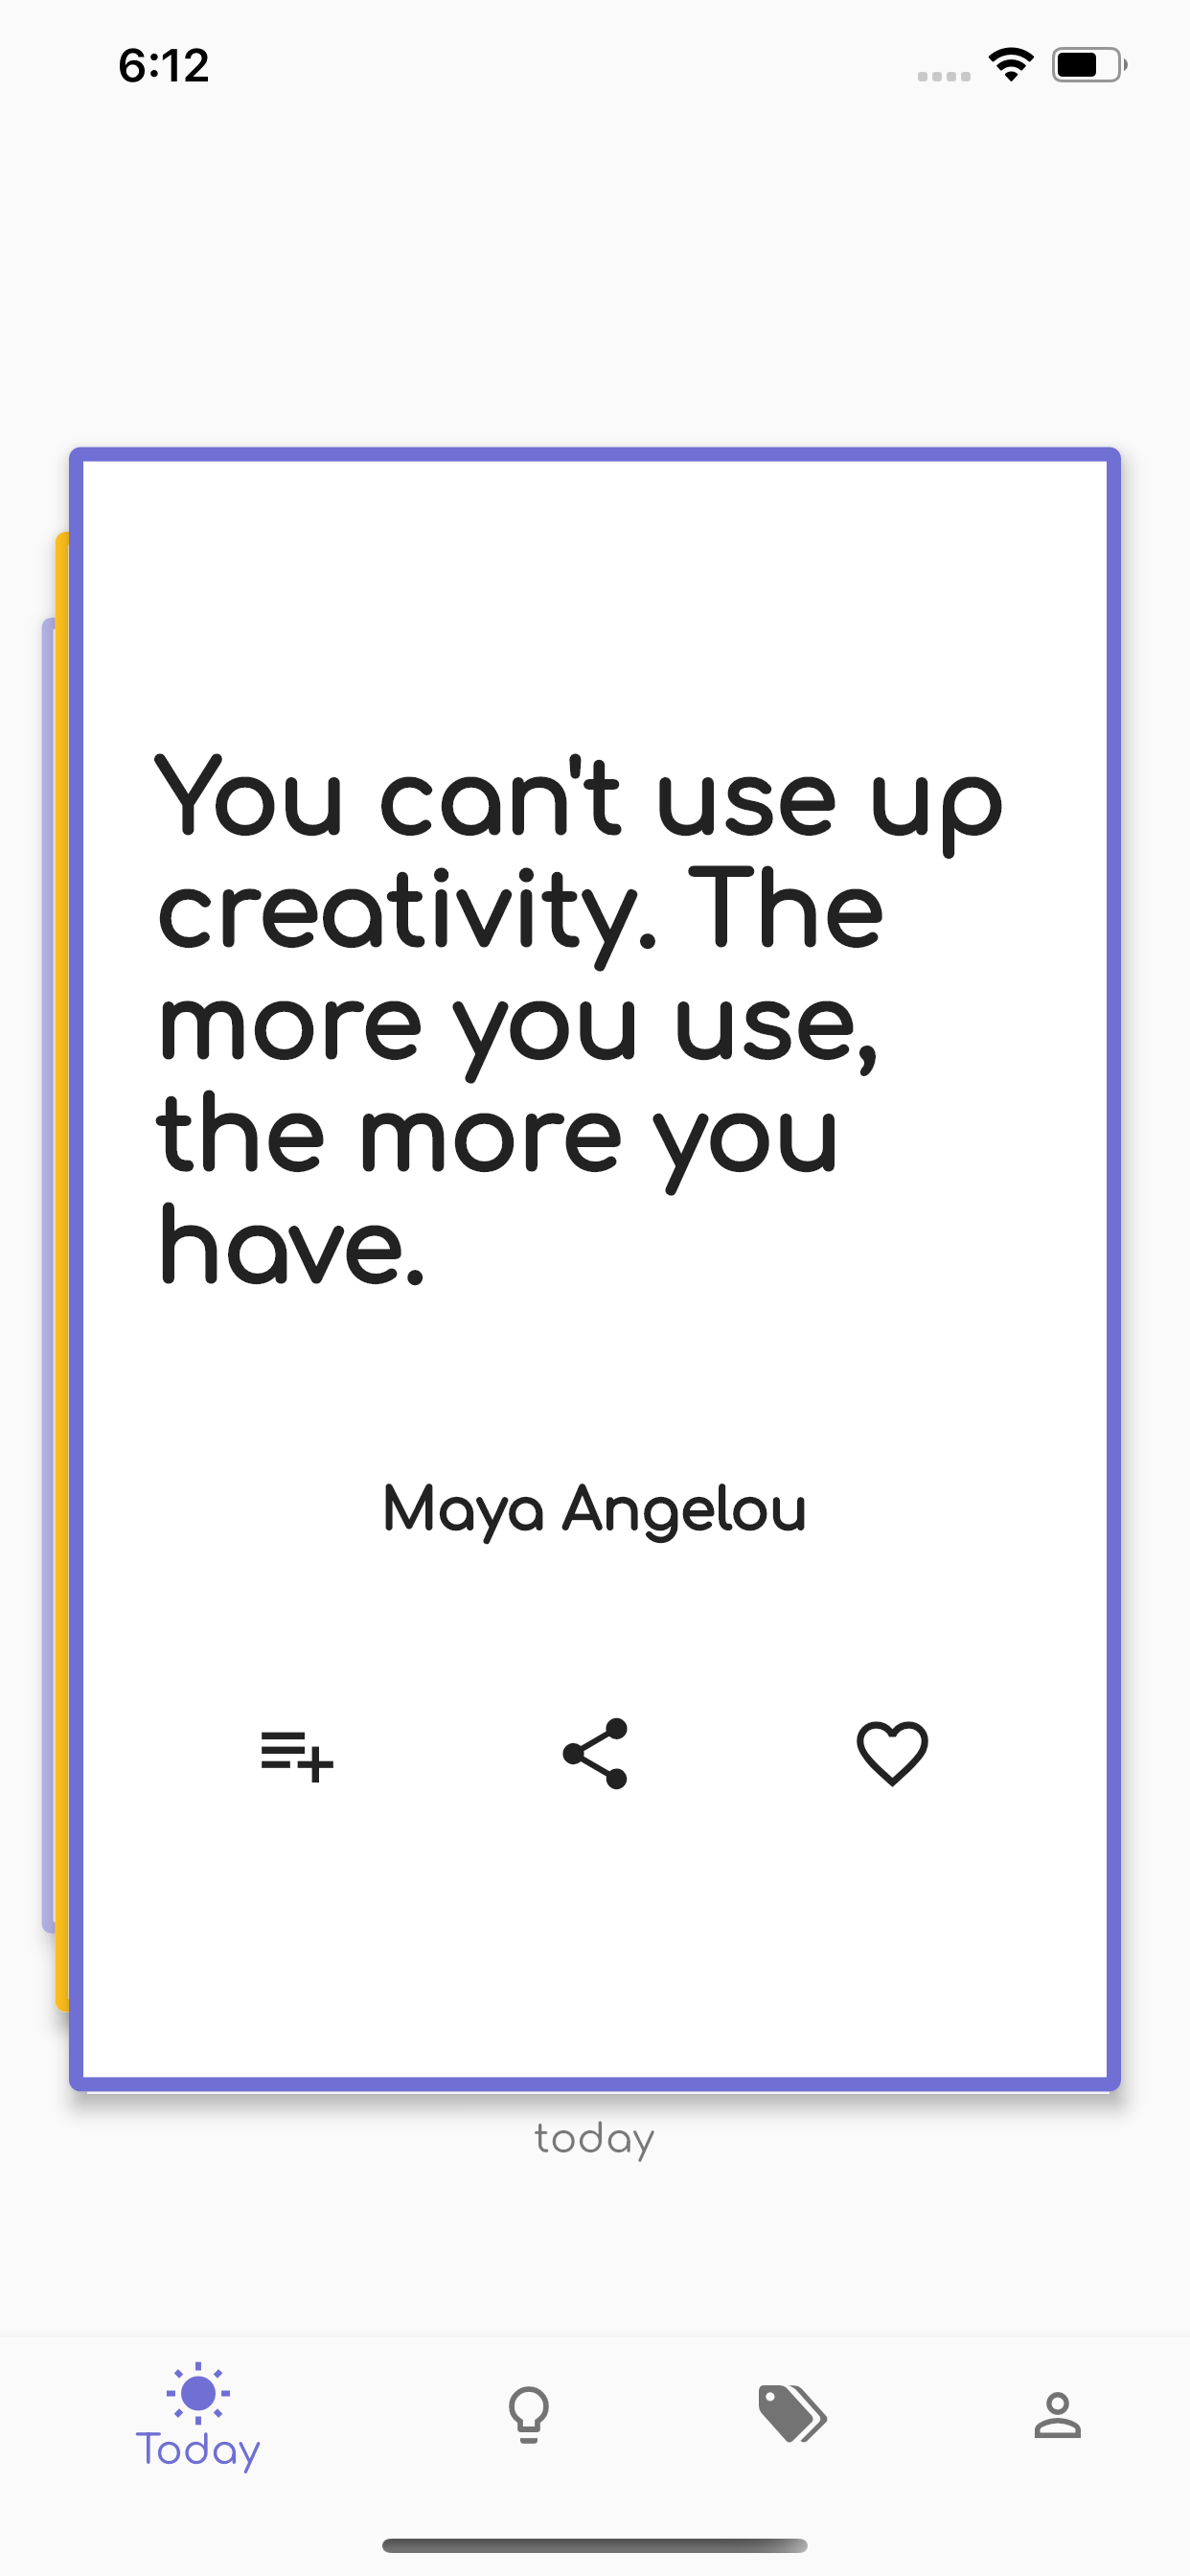 6:12
You can't use up
creativity. The
more you use,
the more you
have.
Maya Angelou
today
Today